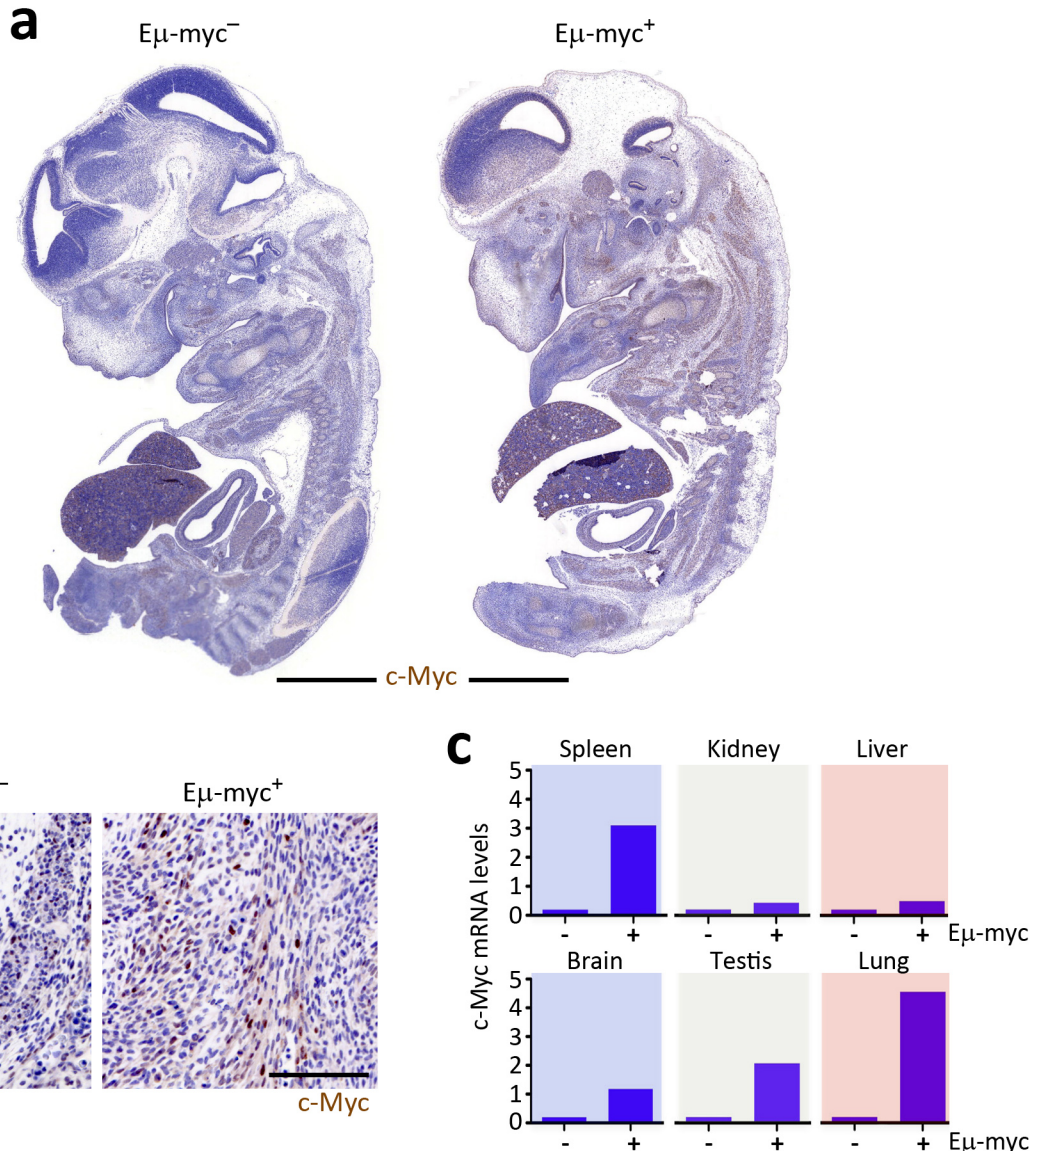 a
Eμ-myc⁻
Eμ-myc⁺
c-Myc
–
Eμ-myc⁺
c-Myc
c
Spleen Kidney Liver
c-Myc mRNA levels
5
4
3
2
1
0
- + - + - + Eμ-myc
Brain Testis Lung
5
4
3
2
1
0
- + - + - + Eμ-myc